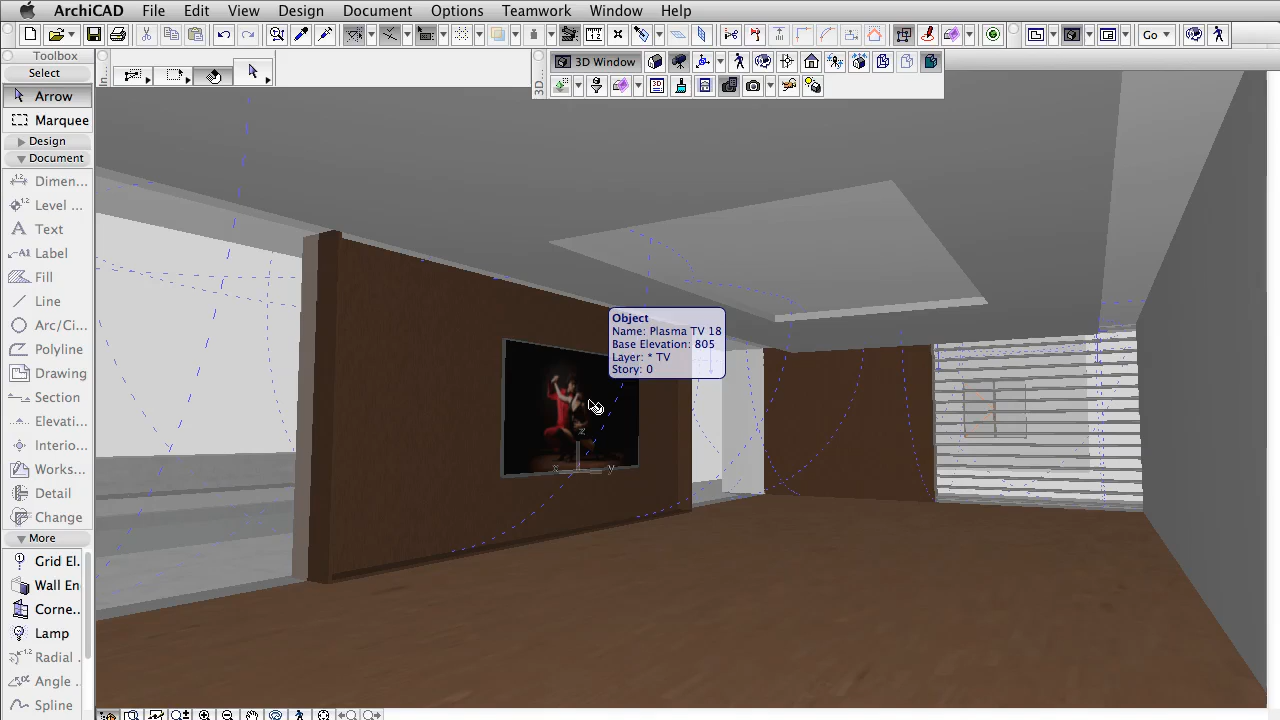 ArchiCAD File Edit View Design Document Options Teamwork Window Help
Go
Toolbox
Select
Arrow
Marquee
Design
Document
Dimen...
Level ...
Text
Label
Fill
Line
Arc/Ci...
Polyline
Drawing
Section
Elevati...
Interio...
Works...
Detail
Change
More
Grid El.
Wall En
Corne..
Lamp
Radial .
Angle .
Spline
In...
3D...
3D Window
Object
Name: Plasma TV 18
Base Elevation: 805
Layer: * TV
Story: 0
z
x
y